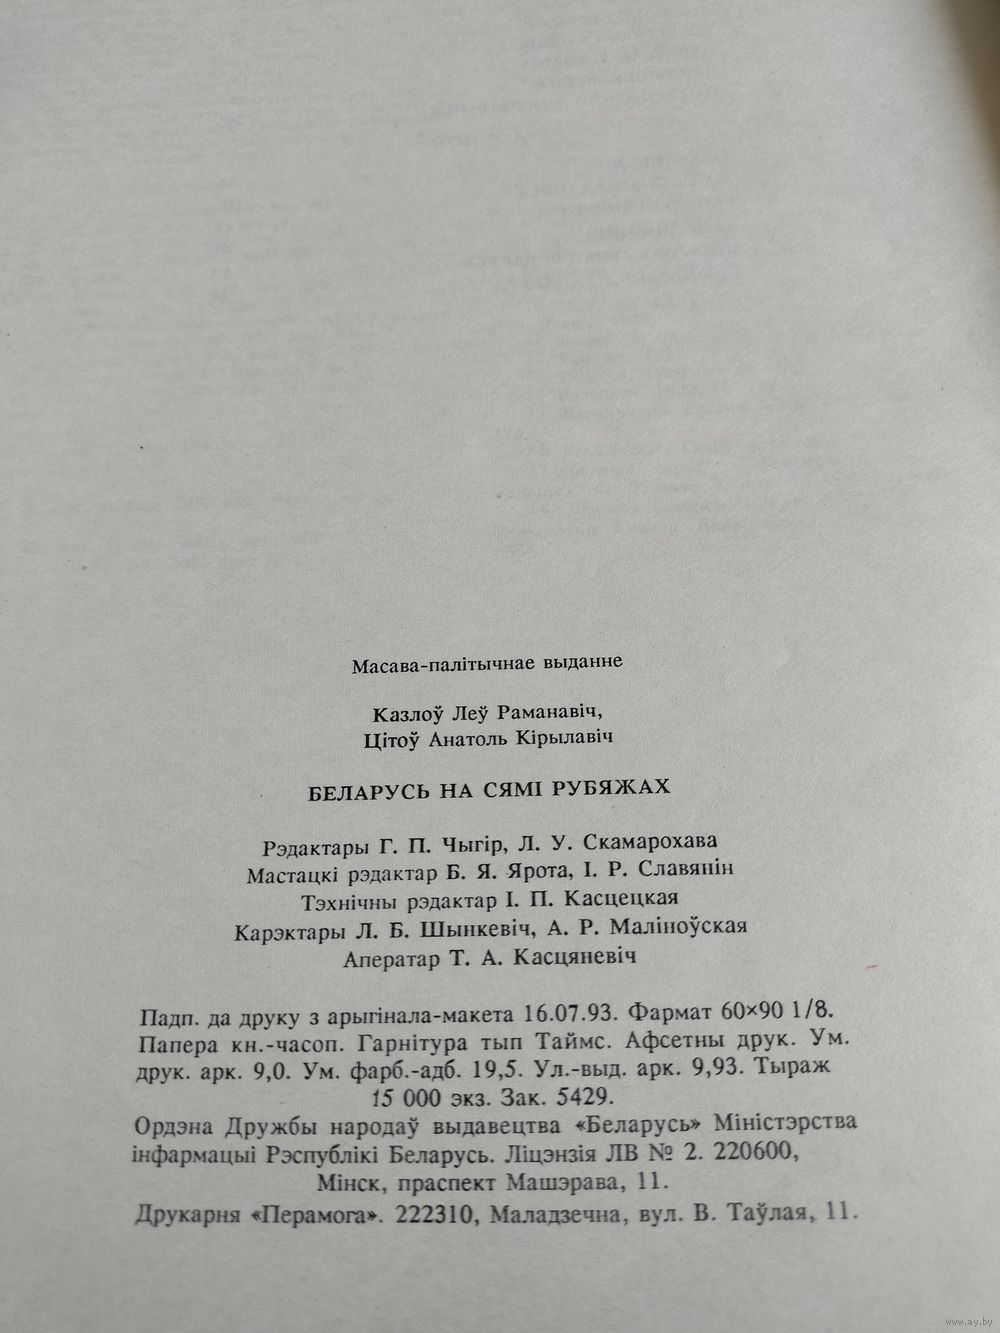 Масава-палітычнае выданне
Казлоў Леў Раманавіч,
Цітоў Анатоль Кірылавіч
БЕЛАРУСЬ НА СЯМІ РУБЯЖАХ
Рэдактары Г. П. Чыгір, Л. У. Скамарохава
Мастацкі рэдактар Б. Я. Ярота, І. Р. Славянін
Тэхнічны рэдактар І. П. Касцецкая
Карэктары Л. Б. Шынкевіч, А. Р. Маліноўская
Аператар Т. А. Касцяневіч
Падп. да друку з арыгінала-макета 16.07.93. Фармат 60×90 1/8.
Папера кн.-часоп. Гарнітура тып Таймс. Афсетны друк. Ум.
друк. арк. 9,0. Ум. фарб.-адб. 19,5. Ул.-выд. арк. 9,93. Тыраж
15 000 экз. Зак. 5429.
Ордэна Дружбы народаў выдавецтва «Беларусь» Міністэрства
інфармацыі Рэспублікі Беларусь. Ліцэнзія ЛВ № 2. 220600,
Мінск, праспект Машэрава, 11.
Друкарня «Перамога». 222310, Маладзечна, вул. В. Таўлая, 11.
www.ay.by